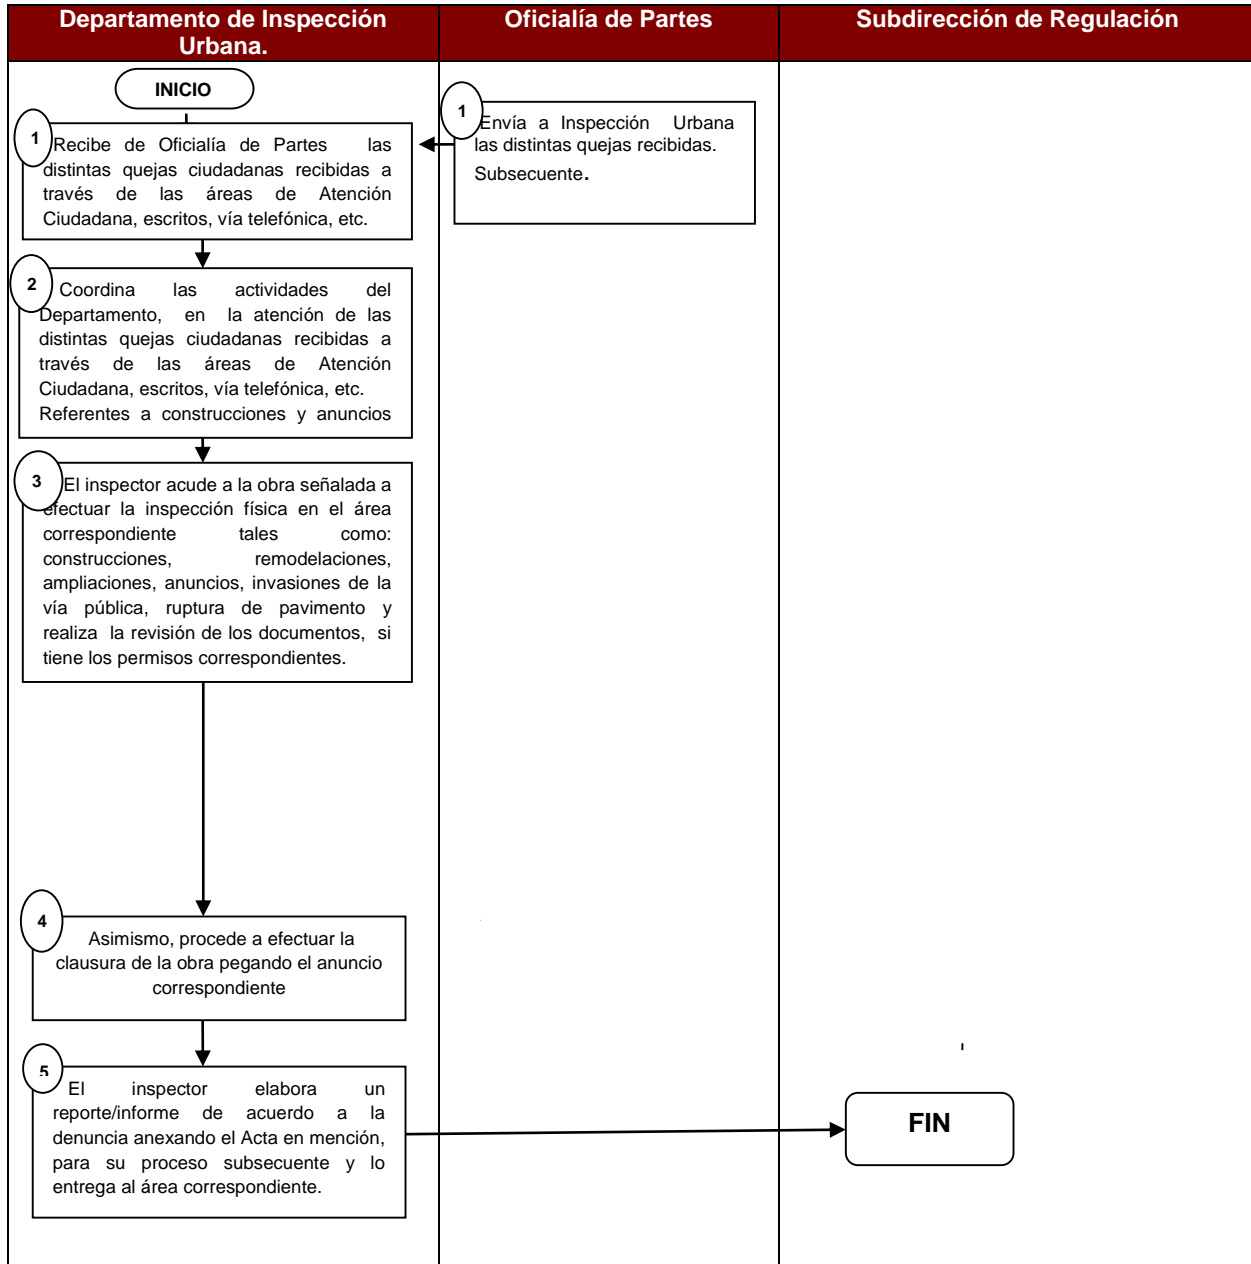 Departamento de Inspección
Urbana.
Oficialía de Partes
Subdirección de Regulación
INICIO
1
Recibe de Oficialía de Partes las
distintas quejas ciudadanas recibidas a
través de las áreas de Atención
Ciudadana, escritos, vía telefónica, etc.
1
Envía a Inspección Urbana
las distintas quejas recibidas.
Subsecuente.
2
Coordina las actividades del
Departamento, en la atención de las
distintas quejas ciudadanas recibidas a
través de las áreas de Atención
Ciudadana, escritos, vía telefónica, etc.
Referentes a construcciones y anuncios
3
El inspector acude a la obra señalada a
efectuar la inspección física en el área
correspondiente tales como:
construcciones, remodelaciones,
ampliaciones, anuncios, invasiones de la
vía pública, ruptura de pavimento y
realiza la revisión de los documentos, si
tiene los permisos correspondientes.
4
Asimismo, procede a efectuar la
clausura de la obra pegando el anuncio
correspondiente
5
El inspector elabora un
reporte/informe de acuerdo a la
denuncia anexando el Acta en mención,
para su proceso subsecuente y lo
entrega al área correspondiente.
FIN